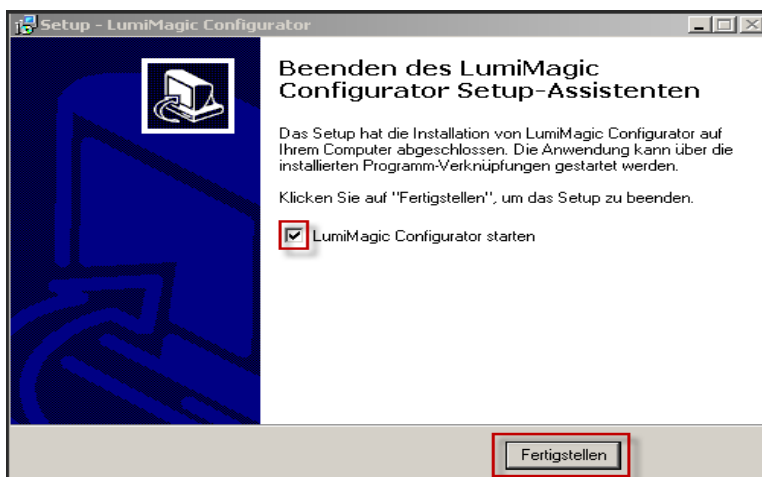 Setup - LumiMagic Configurator
Beenden des LumiMagic
Configurator Setup-Assistenten
Das Setup hat die Installation von LumiMagic Configurator auf
Ihrem Computer abgeschlossen. Die Anwendung kann über die
installierten Programm-Verknüpfungen gestartet werden.
Klicken Sie auf "Fertigstellen", um das Setup zu beenden.
LumiMagic Configurator starten
Fertigstellen